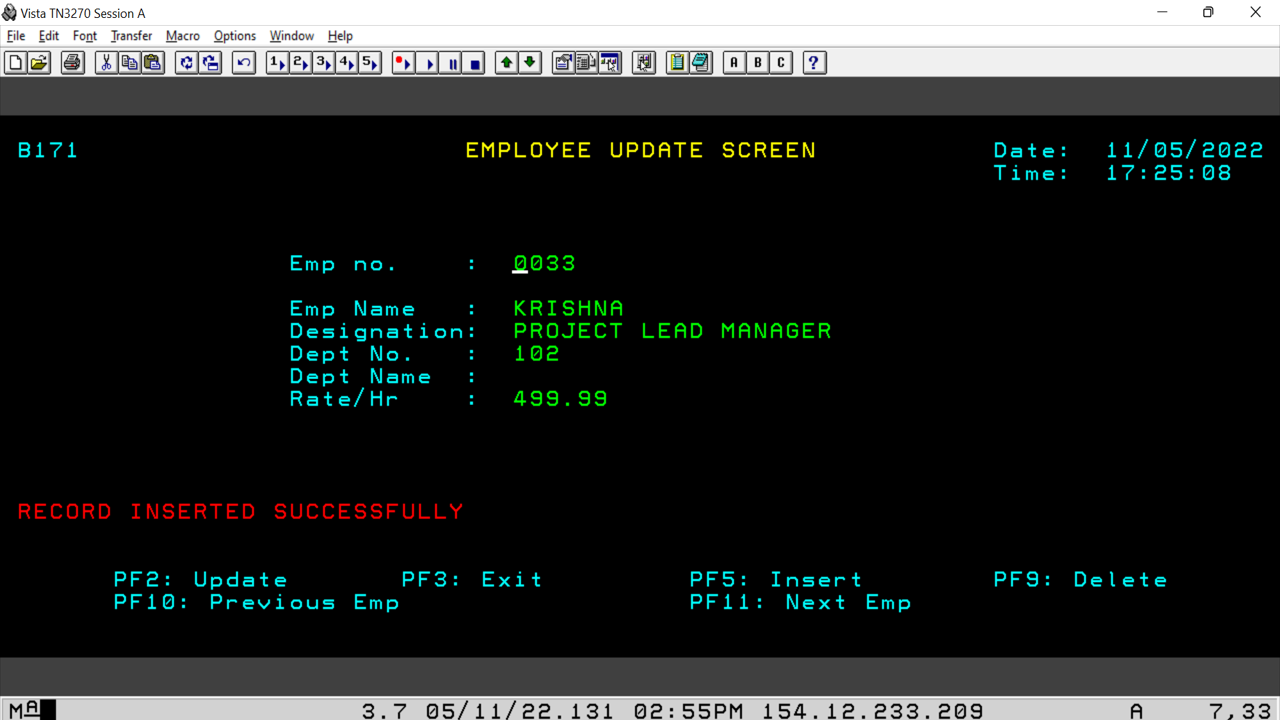 Vista TN3270 Session A
File Edit Font Transfer Macro Options Window Help
1 2 3 4 5 A B C ?
B171 EMPLOYEE UPDATE SCREEN Date: 11/05/2022
Time: 17:25:08
Emp no. : 0033
Emp Name : KRISHNA
Designation: PROJECT LEAD MANAGER
Dept No. : 102
Dept Name :
Rate/Hr : 499.99
RECORD INSERTED SUCCESSFULLY
PF2: Update PF3: Exit PF5: Insert PF9: Delete
PF10: Previous Emp PF11: Next Emp
MA 3.7 05/11/22.131 02:55PM 154.12.233.209 A 7,33